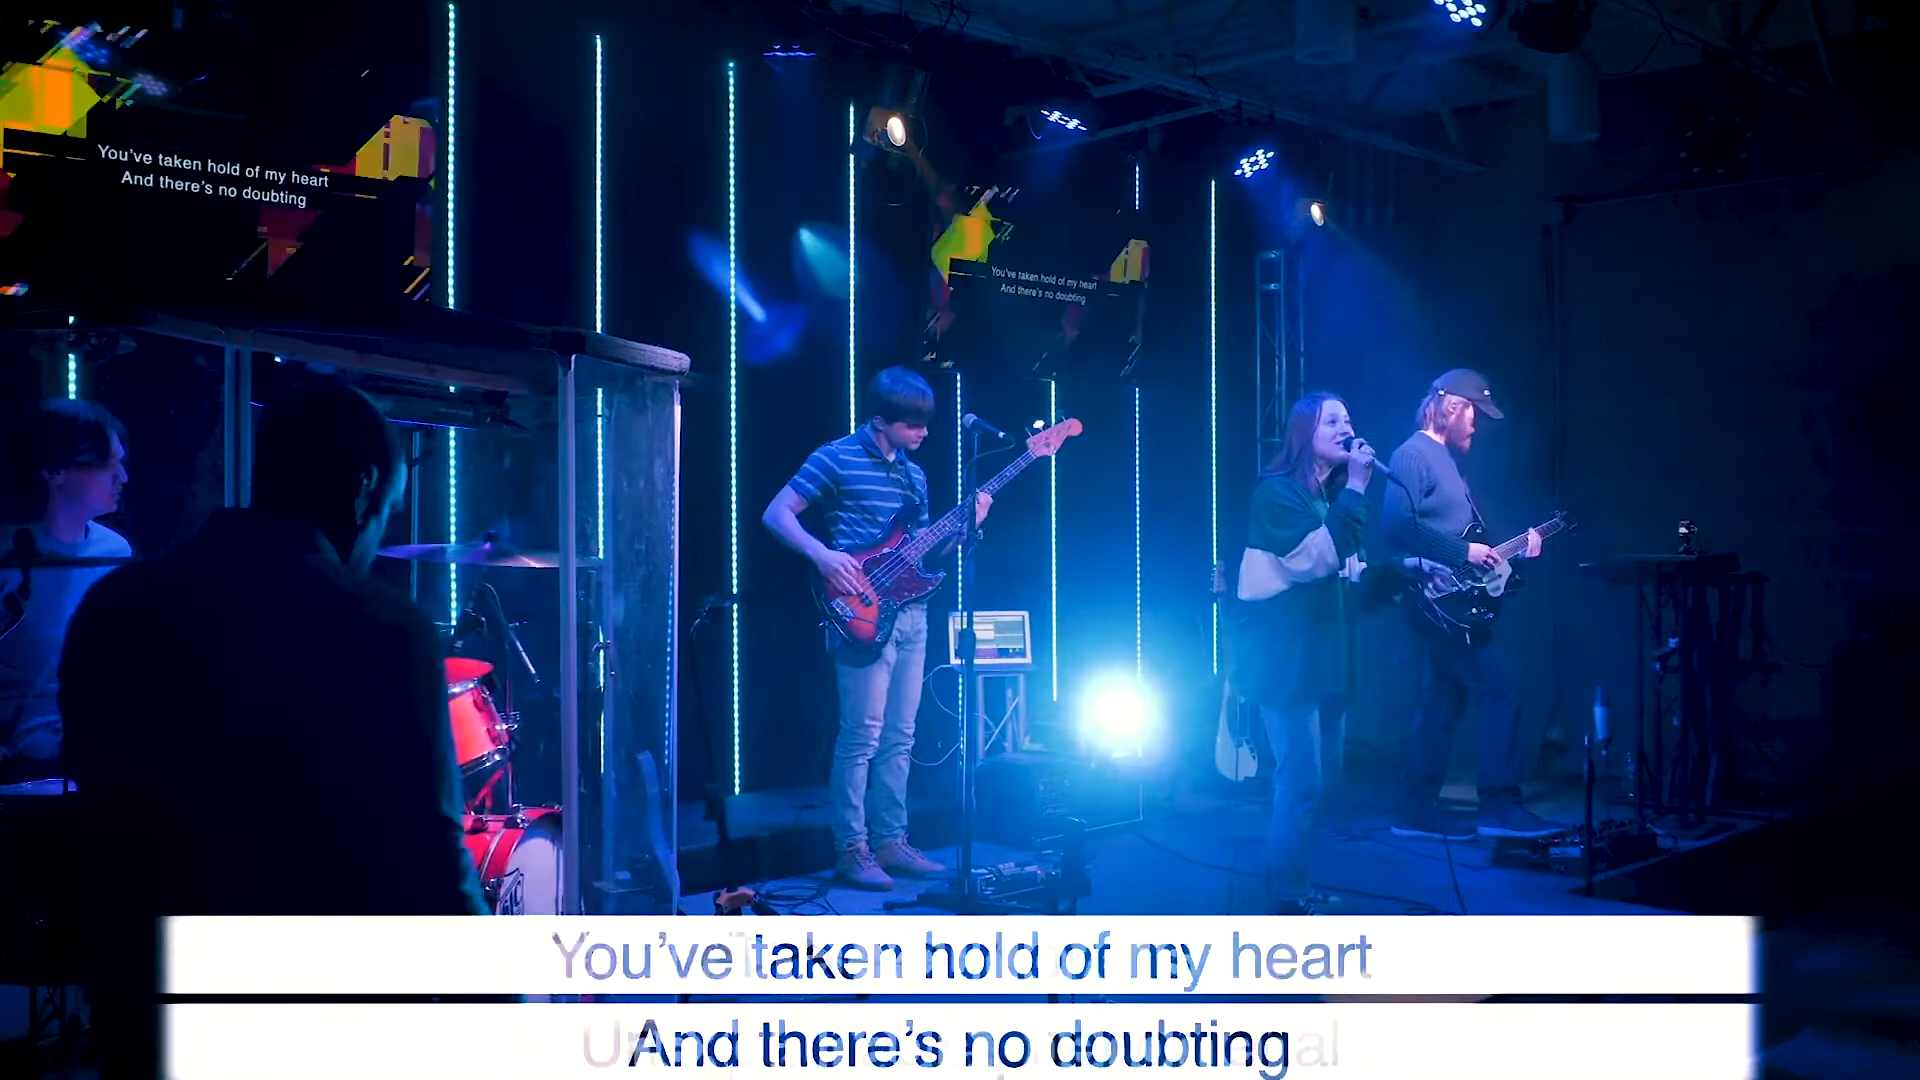 You've taken hold of my heart
And there's no doubting
You've taken hold of my heart
And there's no doubting
You've taken hold of my heart
And there's no doubting